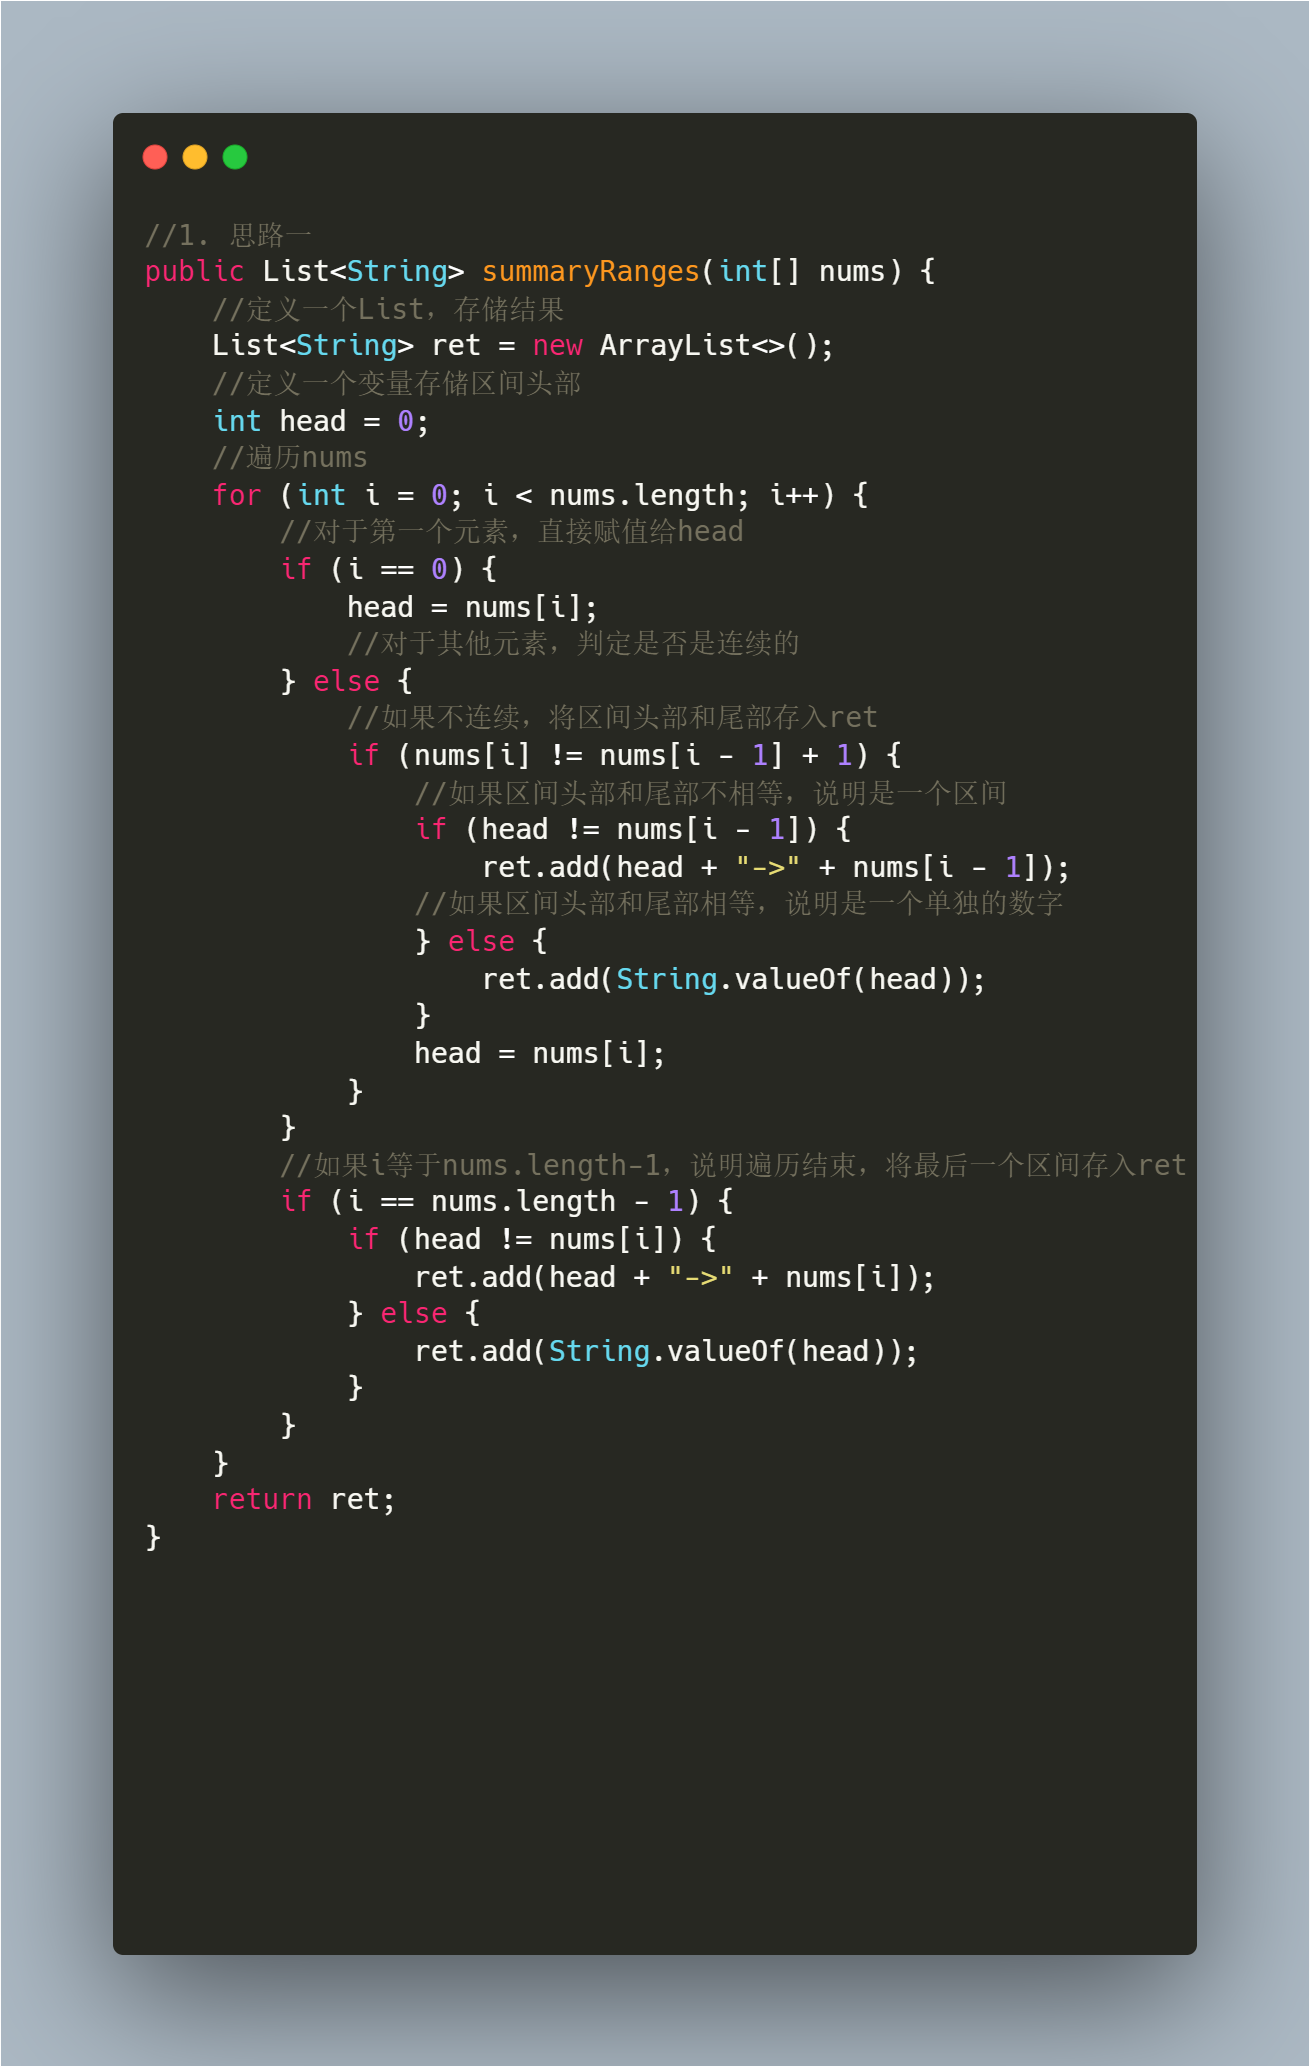 //1. 思路一
public List<String> summaryRanges(int[] nums) {
    //定义一个List，存储结果
    List<String> ret = new ArrayList<>();
    //定义一个变量存储区间头部
    int head = 0;
    //遍历nums
    for (int i = 0; i < nums.length; i++) {
        //对于第一个元素，直接赋值给head
        if (i == 0) {
            head = nums[i];
            //对于其他元素，判定是否是连续的
        } else {
            //如果不连续，将区间头部和尾部存入ret
            if (nums[i] != nums[i - 1] + 1) {
                //如果区间头部和尾部不相等，说明是一个区间
                if (head != nums[i - 1]) {
                    ret.add(head + "->" + nums[i - 1]);
                //如果区间头部和尾部相等，说明是一个单独的数字
                } else {
                    ret.add(String.valueOf(head));
                }
                head = nums[i];
            }
        }
        //如果i等于nums.length-1，说明遍历结束，将最后一个区间存入ret
        if (i == nums.length - 1) {
            if (head != nums[i]) {
                ret.add(head + "->" + nums[i]);
            } else {
                ret.add(String.valueOf(head));
            }
        }
    }
    return ret;
}